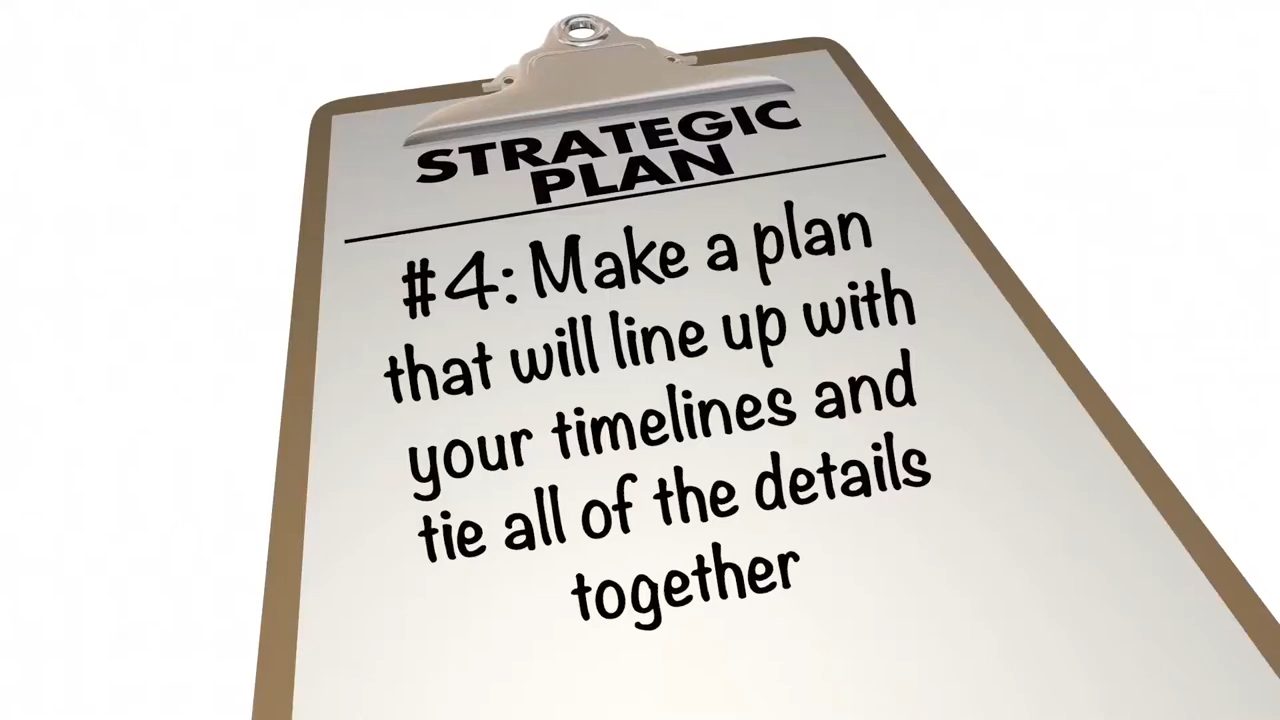 STRATEGIC
PLAN
#4: Make a plan
that will line up with
your timelines and
tie all of the details
together